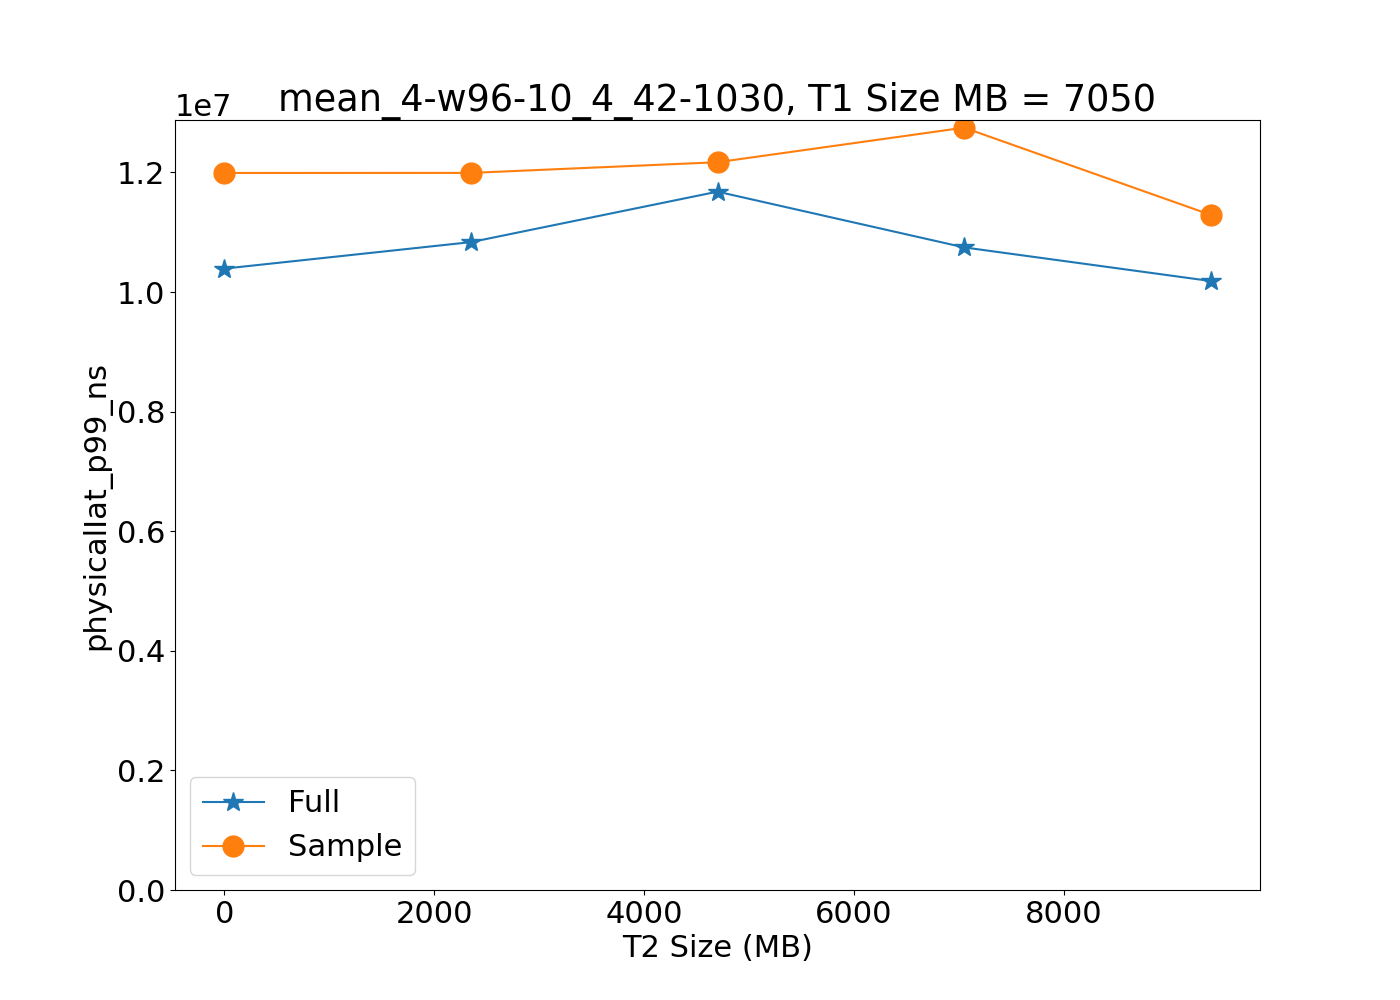 mean_4-w96-10_4_42-1030, T1 Size MB = 7050
1e7
1.2
1.0
0.8
0.6
0.4
0.2
0.0
physicallat_p99_ns
Full
Sample
0 2000 4000 6000 8000
T2 Size (MB)